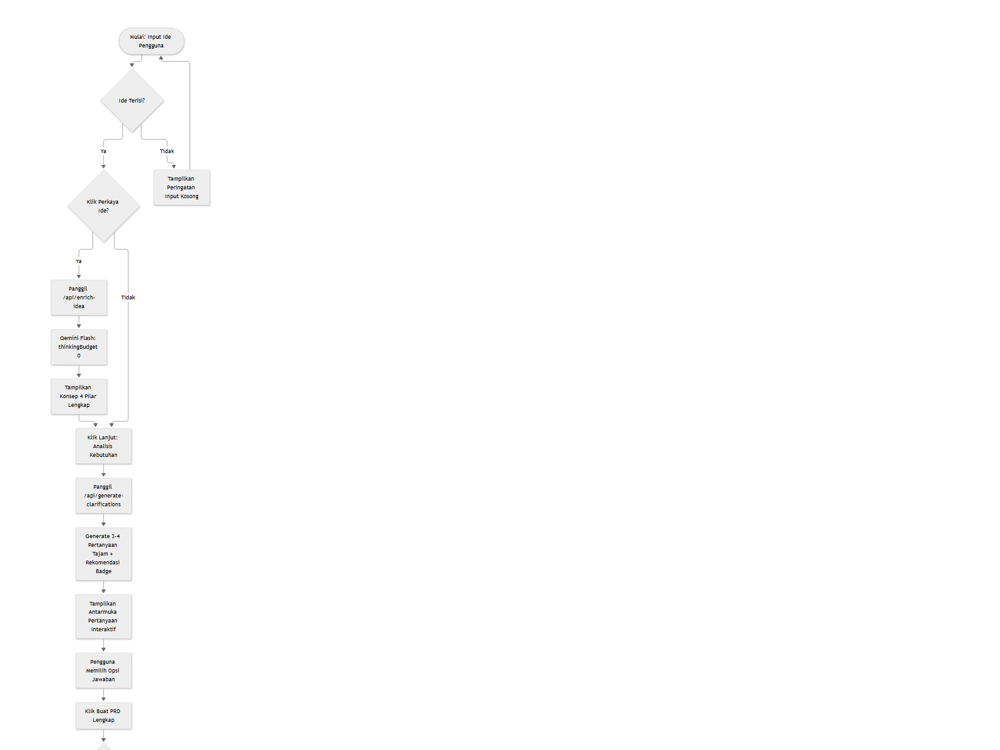 Mulai: Input Ide
Pengguna
Ide Terisi?
Ya
Tidak
Tampilkan
Peringatan
Input Kosong
Klik Perkaya
Ide?
Ya
Tidak
Panggil
/api/enrich-
idea
Gemini Flash:
thinkingBudget
0
Tampilkan
Konsep 4 Pilar
Lengkap
Klik Lanjut:
Analisis
Kebutuhan
Panggil
/api/generate-
clarifications
Generate 3-4
Pertanyaan
Tajam +
Rekomendasi
Badge
Tampilkan
Antarmuka
Pertanyaan
Interaktif
Pengguna
Memilih Opsi
Jawaban
Klik Buat PRD
Lengkap